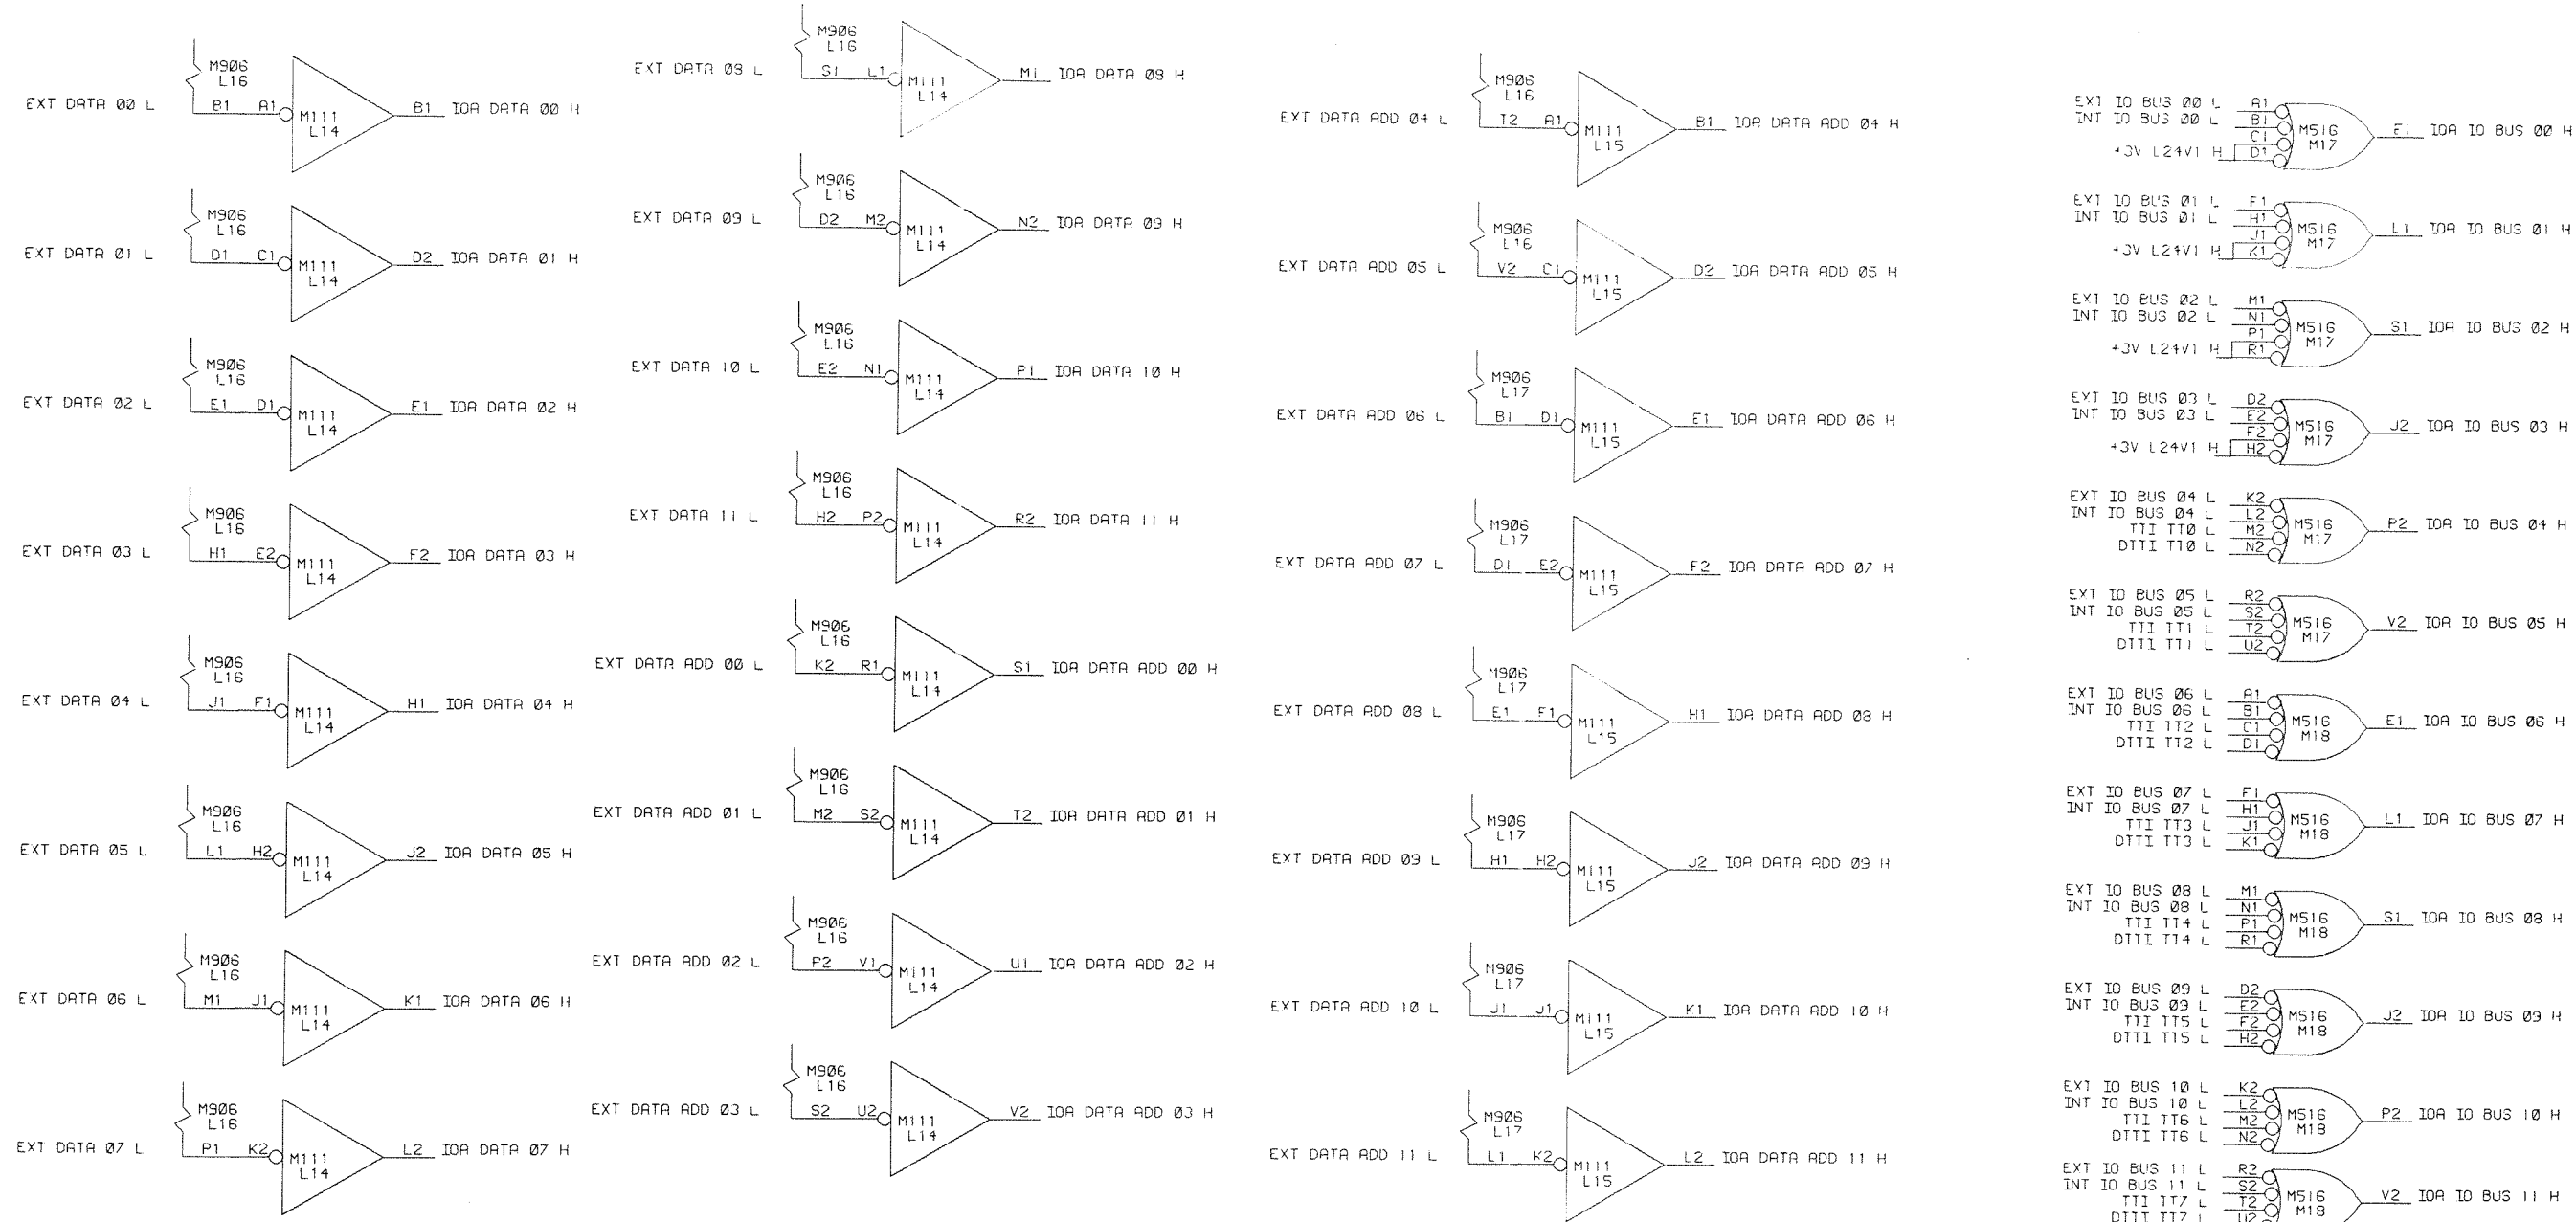 EXT DATA 00 L
M906
L16
B1 A1
M111
L14
B1 IOA DATA 00 H
EXT DATA 01 L
M906
L16
D1 C1
M111
L14
D2 IOA DATA 01 H
EXT DATA 02 L
M906
L16
E1 D1
M111
L14
E1 IOA DATA 02 H
EXT DATA 03 L
M906
L16
H1 E2
M111
L14
F2 IOA DATA 03 H
EXT DATA 04 L
M906
L16
J1 F1
M111
L14
H1 IOA DATA 04 H
EXT DATA 05 L
M906
L16
L1 H2
M111
L14
J2 IOA DATA 05 H
EXT DATA 06 L
M906
L16
M1 J1
M111
L14
K1 IOA DATA 06 H
EXT DATA 07 L
M906
L16
P1 K2
M111
L14
L2 IOA DATA 07 H
EXT DATA 08 L
M906
L16
S1 L1
M111
L14
M1 IOA DATA 08 H
EXT DATA 09 L
M906
L16
D2 M2
M111
L14
N2 IOA DATA 09 H
EXT DATA 10 L
M906
L16
E2 N1
M111
L14
P1 IOA DATA 10 H
EXT DATA 11 L
M906
L16
H2 P2
M111
L14
R2 IOA DATA 11 H
EXT DATA ADD 00 L
M906
L16
K2 R1
M111
L14
S1 IOA DATA ADD 00 H
EXT DATA ADD 01 L
M906
L16
M2 S2
M111
L14
T2 IOA DATA ADD 01 H
EXT DATA ADD 02 L
M906
L16
P2 V1
M111
L14
U1 IOA DATA ADD 02 H
EXT DATA ADD 03 L
M906
L16
S2 U2
M111
L14
V2 IOA DATA ADD 03 H
EXT DATA ADD 04 L
M906
L16
T2 A1
M111
L15
B1 IOA DATA ADD 04 H
EXT DATA ADD 05 L
M906
L16
V2 C1
M111
L15
D2 IOA DATA ADD 05 H
EXT DATA ADD 06 L
M906
L17
B1 D1
M111
L15
E1 IOA DATA ADD 06 H
EXT DATA ADD 07 L
M906
L17
D1 E2
M111
L15
F2 IOA DATA ADD 07 H
EXT DATA ADD 08 L
M906
L17
E1 F1
M111
L15
H1 IOA DATA ADD 08 H
EXT DATA ADD 09 L
M906
L17
H1 H2
M111
L15
J2 IOA DATA ADD 09 H
EXT DATA ADD 10 L
M906
L17
J1 J1
M111
L15
K1 IOA DATA ADD 10 H
EXT DATA ADD 11 L
M906
L17
L1 K2
M111
L15
L2 IOA DATA ADD 11 H
EXT IO BUS 00 L A1
INT IO BUS 00 L B1
C1
+3V L24V1 H D1
M516
M17
E1 IOA IO BUS 00 H
EXT IO BUS 01 L F1
INT IO BUS 01 L H1
J1
+3V L24V1 H K1
M516
M17
L1 IOA IO BUS 01 H
EXT IO BUS 02 L M1
INT IO BUS 02 L N1
P1
+3V L24V1 H R1
M516
M17
S1 IOA IO BUS 02 H
EXT IO BUS 03 L D2
INT IO BUS 03 L E2
F2
+3V L24V1 H H2
M516
M17
J2 IOA IO BUS 03 H
EXT IO BUS 04 L K2
INT IO BUS 04 L L2
TTI TT0 L M2
DTTI TT0 L N2
M516
M17
P2 IOA IO BUS 04 H
EXT IO BUS 05 L R2
INT IO BUS 05 L S2
TTI TT1 L T2
DTTI TT1 L U2
M516
M17
V2 IOA IO BUS 05 H
EXT IO BUS 06 L A1
INT IO BUS 06 L B1
TTI TT2 L C1
DTTI TT2 L D1
M516
M18
E1 IOA IO BUS 06 H
EXT IO BUS 07 L F1
INT IO BUS 07 L H1
TTI TT3 L J1
DTTI TT3 L K1
M516
M18
L1 IOA IO BUS 07 H
EXT IO BUS 08 L M1
INT IO BUS 08 L N1
TTI TT4 L P1
DTTI TT4 L R1
M516
M18
S1 IOA IO BUS 08 H
EXT IO BUS 09 L D2
INT IO BUS 09 L E2
TTI TT5 L F2
DTTI TT5 L H2
M516
M18
J2 IOA IO BUS 09 H
EXT IO BUS 10 L K2
INT IO BUS 10 L L2
TTI TT6 L M2
DTTI TT6 L N2
M516
M18
P2 IOA IO BUS 10 H
EXT IO BUS 11 L R2
INT IO BUS 11 L S2
TTI TT7 L T2
DTTI TT7 L U2
M516
M18
V2 IOA IO BUS 11 H